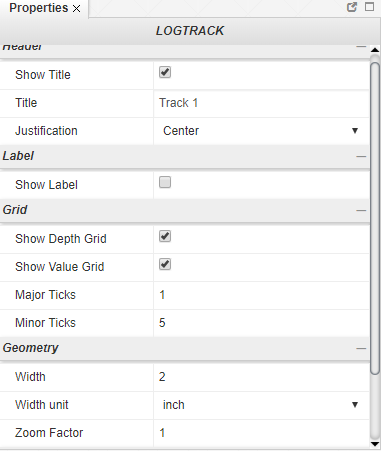 Properties
LOGTRACK
Header
Show Title
Title Track 1
Justification Center
Label
Show Label
Grid
Show Depth Grid
Show Value Grid
Major Ticks 1
Minor Ticks 5
Geometry
Width 2
Width unit inch
Zoom Factor 1